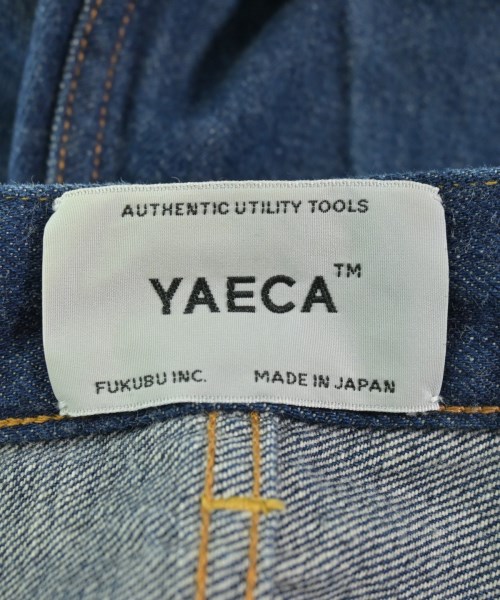 AUTHENTIC UTILITY TOOLS
YAECA™
FUKUBU INC. MADE IN JAPAN